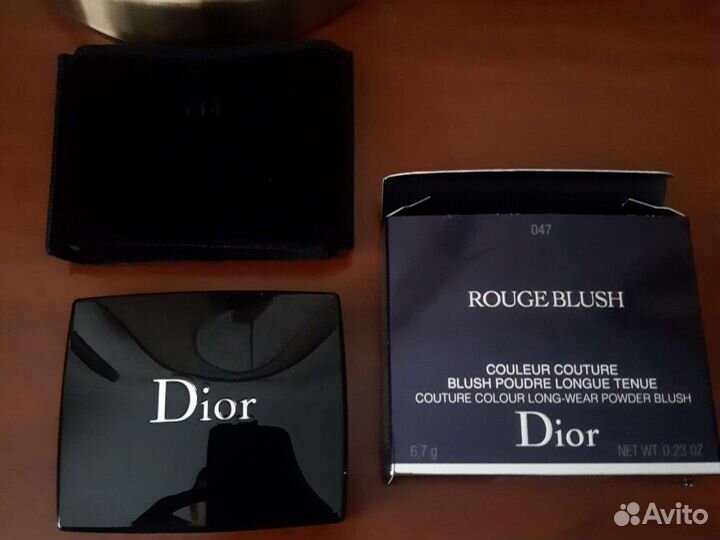 047
ROUGE BLUSH
COULEUR COUTURE
BLUSH POUDRE LONGUE TENUE
COUTURE COLOUR LONG-WEAR POWDER BLUSH
Dior
6.7 g
NET WT. 0.23 OZ
Dior
Avito